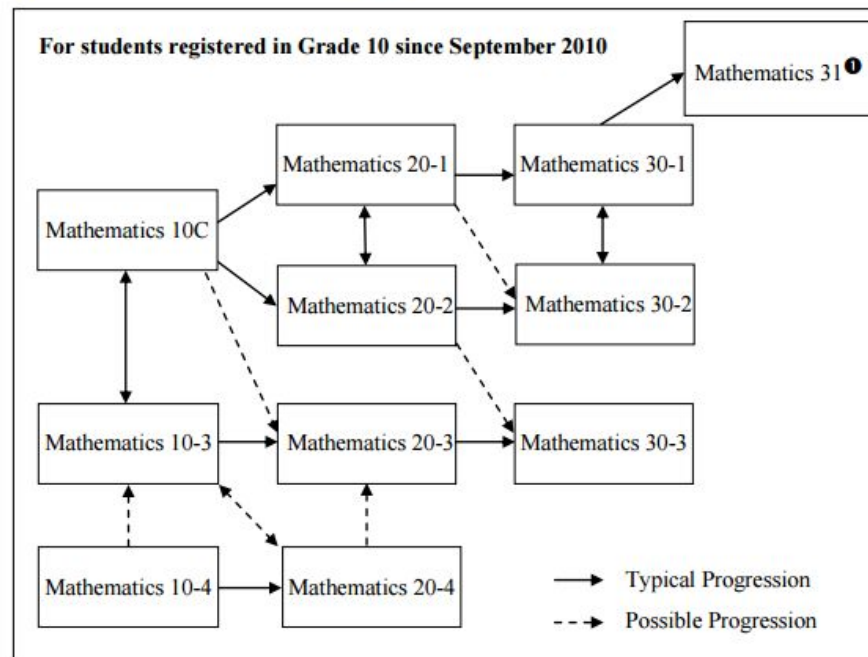 For students registered in Grade 10 since September 2010
Mathematics 31❶
Mathematics 20-1
Mathematics 30-1
Mathematics 10C
Mathematics 20-2
Mathematics 30-2
Mathematics 10-3
Mathematics 20-3
Mathematics 30-3
Mathematics 10-4
Mathematics 20-4
Typical Progression
Possible Progression